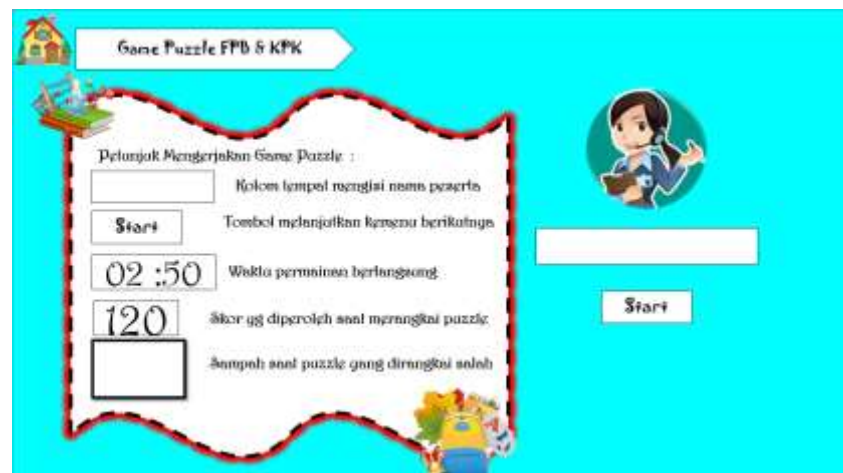 Game Puzzle FPB & KPK
Petunjuk Mengerjakan Game Puzzle :
Kolom tempat mengisi nama peserta
Start
Tombol melanjutkan kemenu berikutnya
02 :50
Waktu permainan berlangsung
120
Skor yg diperoleh saat merangkai puzzle
Sampah saat puzzle yang dirangkai salah
Start